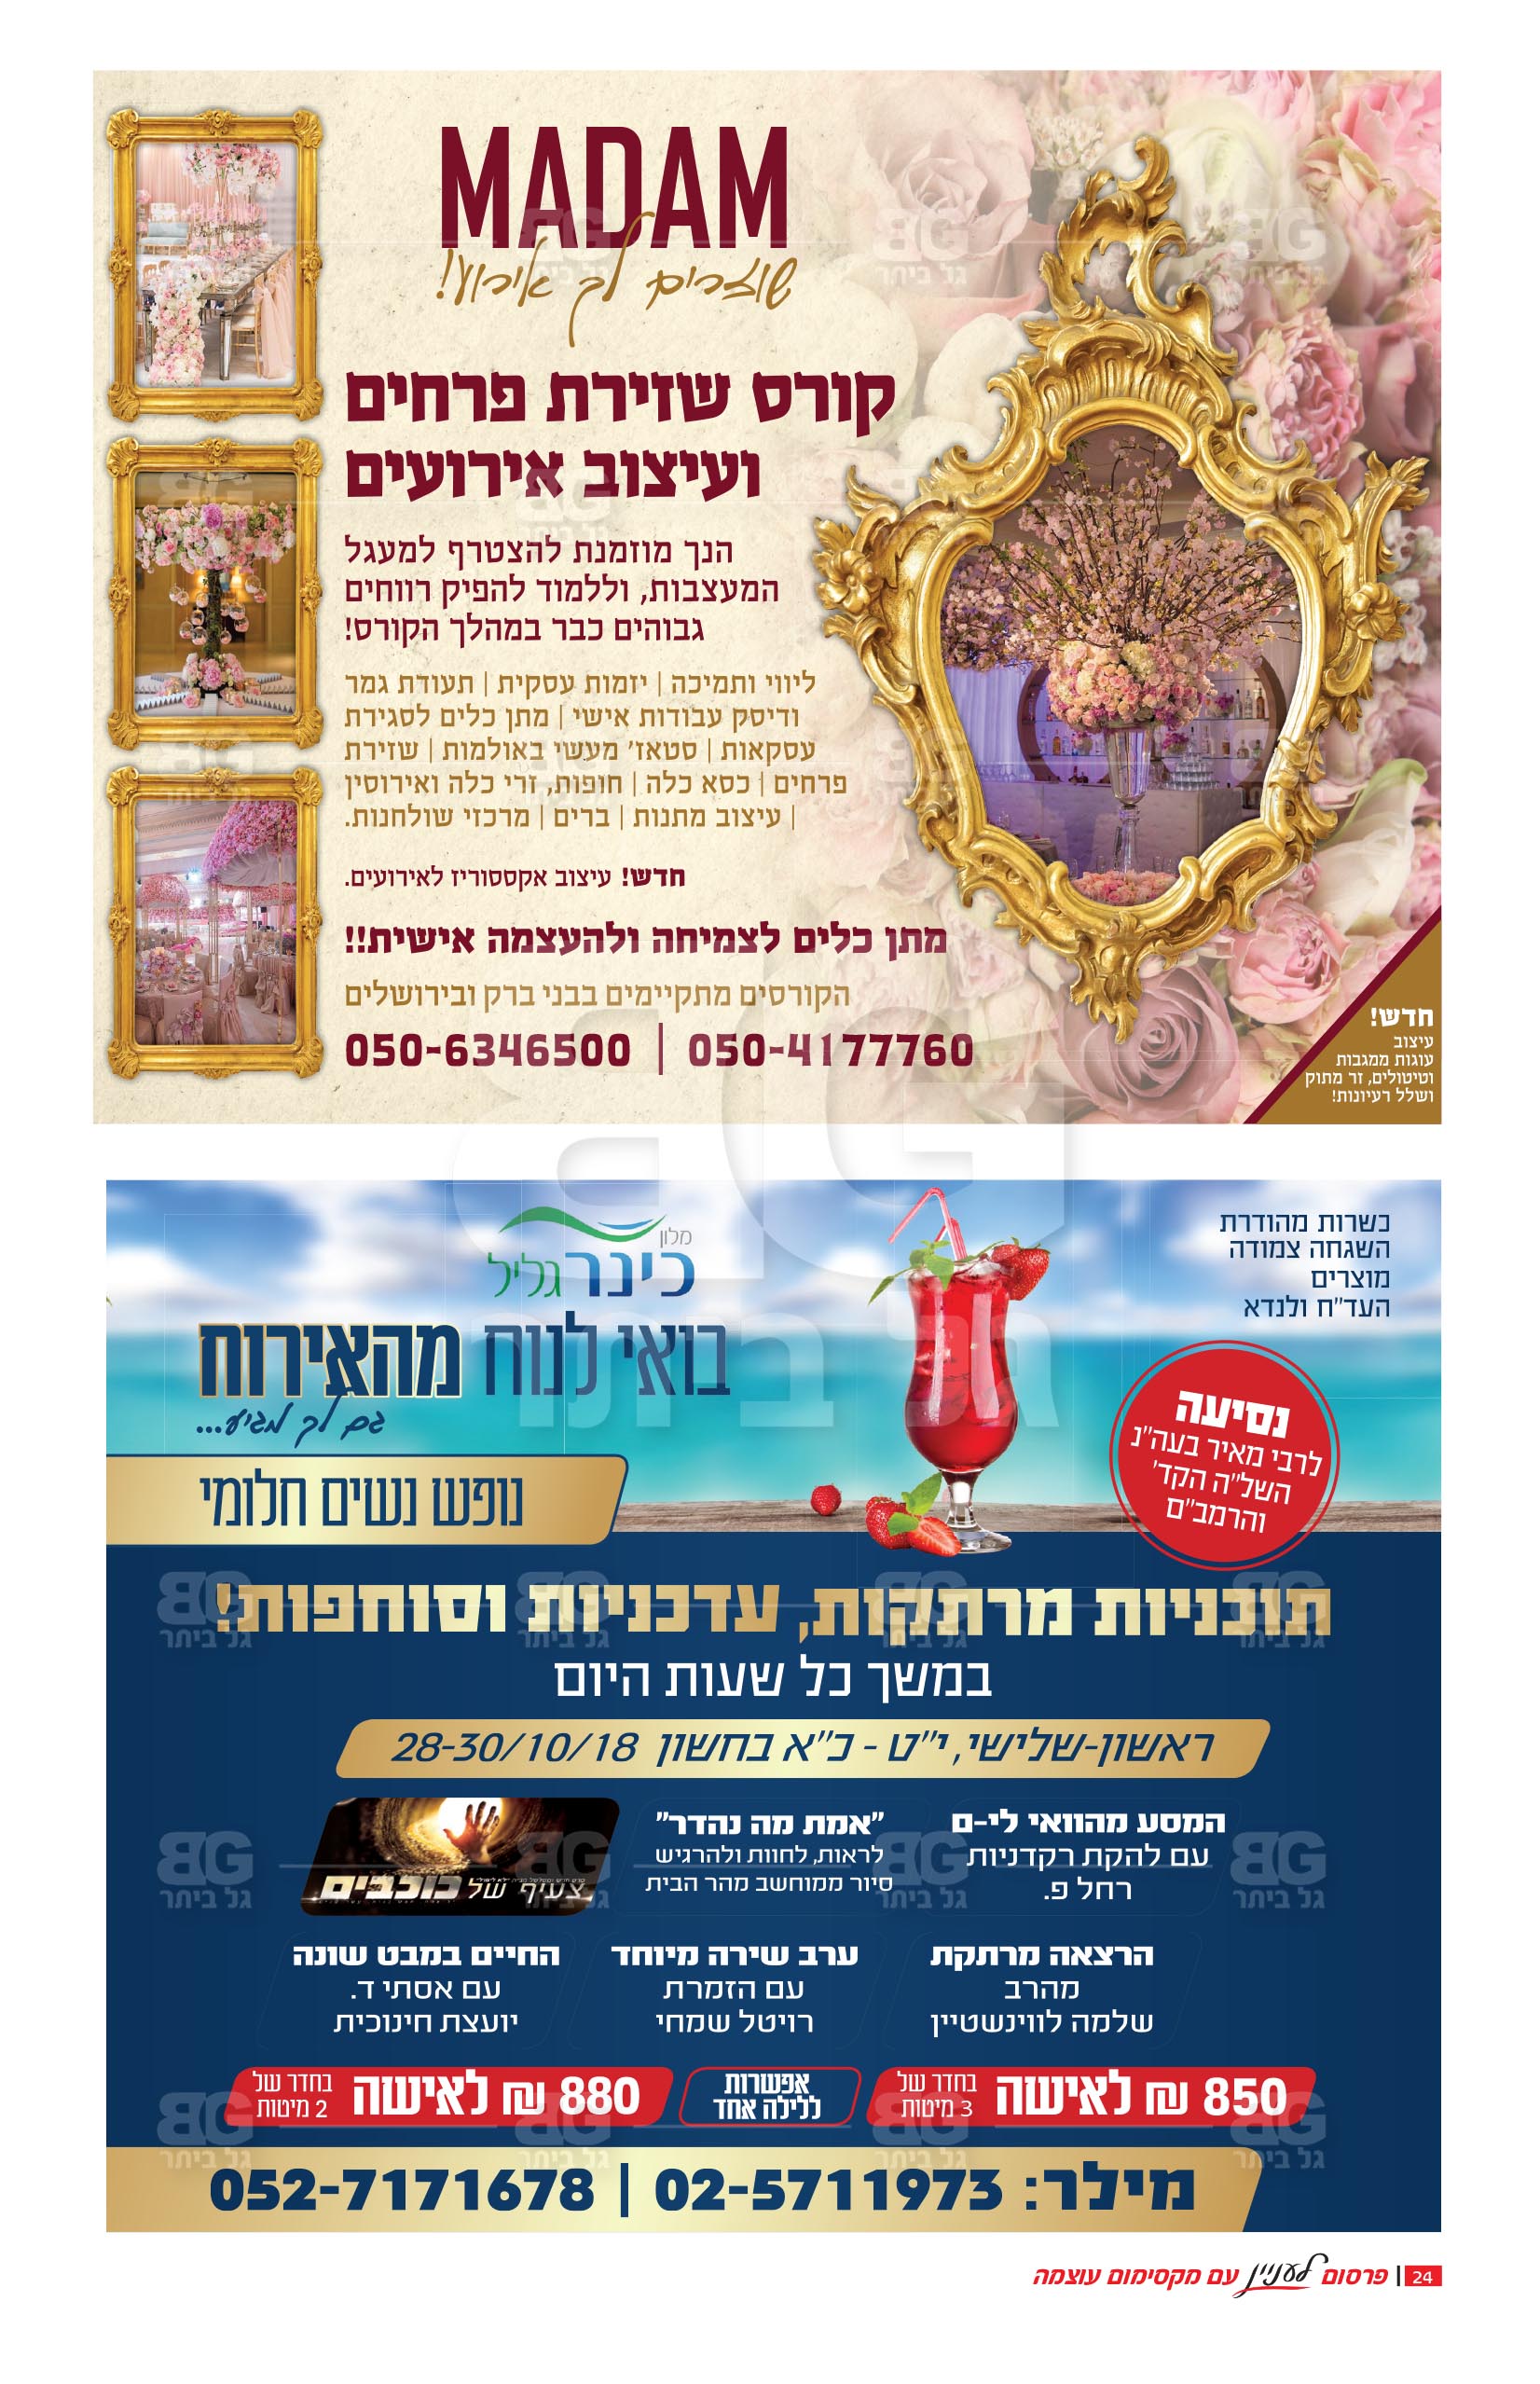 MADAM
שוזרים לך אירוע!
קורס שזירת פרחים
ועיצוב אירועים
הנך מוזמנת להצטרף למעגל
המעצבות, וללמוד להפיק רווחים
גבוהים כבר במהלך הקורס!
ליווי ותמיכה | יזמות עסקית | תעודת גמר
ודיסק עבודות אישי | מתן כלים לסגירת
עסקאות | סטאז' מעשי באולמות | שזירת
פרחים | כסא כלה | חופות, זרי כלה ואירוסין
| עיצוב מתנות | ברים | מרכזי שולחנות.
חדש! עיצוב אקססוריז לאירועים.
מתן כלים לצמיחה ולהעצמה אישית!!
הקורסים מתקיימים בבני ברק ובירושלים
050-6346500 | 050-4177760
חדש!
עיצוב
עוגות ממגבות
וטיטולים, זר מתוק
ושלל רעיונות!
כשרות מהודרת
השגחה צמודה
מוצרים
העד"ח ולנדא
מלון
כינר גליל
בואי לנוח מהאירוח
גם לך מגיע...
נופש נשים חלומי
נסיעה
לרבי מאיר בעה"נ
השל"ה הקד'
והרמב"ם
תוכניות מרתקות, עדכניות וסוחפות!
במשך כל שעות היום
ראשון-שלישי, י"ט - כ"א בחשון 28-30/10/18
המסע מהוואי לי-ם
עם להקת רקדניות
רחל פ.
"אמת מה נהדר"
לראות, לחוות ולהרגיש
סיור ממוחשב מהר הבית
צעיף של כוכבים
הרצאה מרתקת
מהרב
שלמה לווינשטיין
ערב שירה מיוחד
עם הזמרת
רויטל שמחי
החיים במבט שונה
עם אסתי ד.
יועצת חינוכית
850 ₪ לאישה בחדר של
3 מיטות
אפשרות
ללילה אחד
880 ₪ לאישה בחדר של
2 מיטות
מילר: 02-5711973 | 052-7171678
24 | פרסום לעניין עם מקסימום עוצמה
BG
גל ביתר